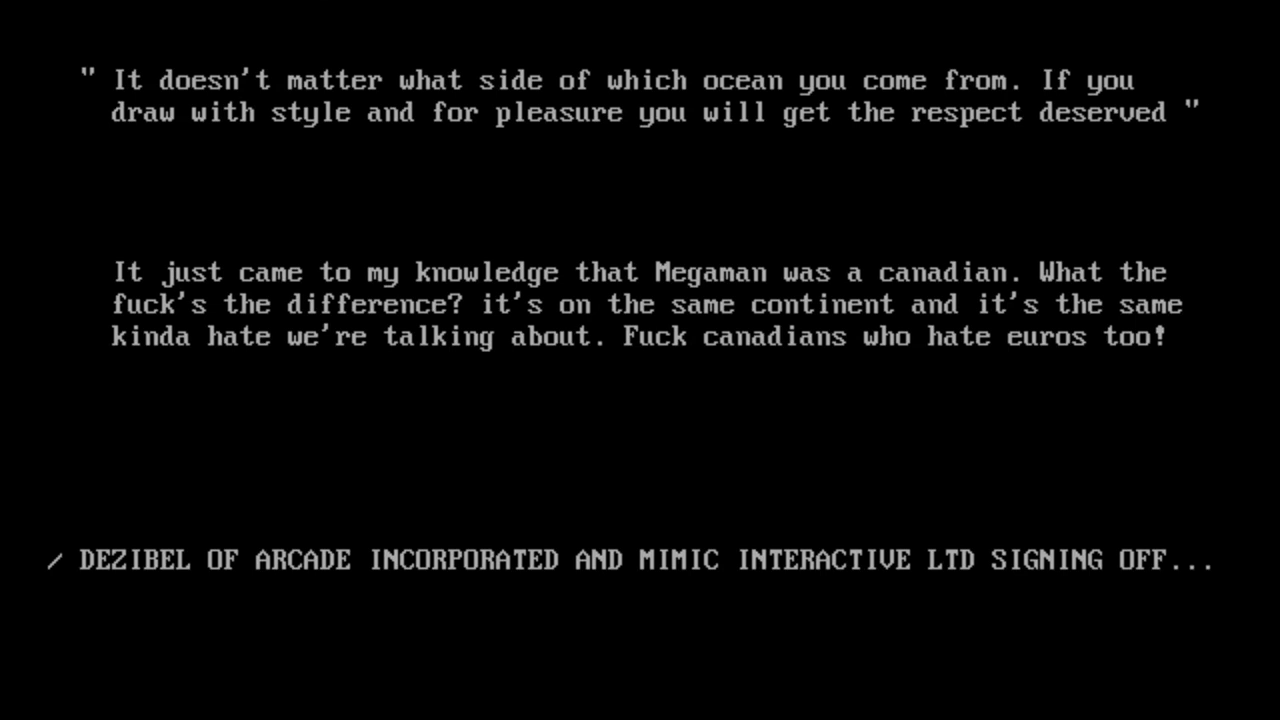 " It doesn't matter what side of which ocean you come from. If you
draw with style and for pleasure you will get the respect deserved "
It just came to my knowledge that Megaman was a canadian. What the
fuck's the difference? it's on the same continent and it's the same
kinda hate we're talking about. Fuck canadians who hate euros too!
/ DEZIBEL OF ARCADE INCORPORATED AND MIMIC INTERACTIVE LTD SIGNING OFF...